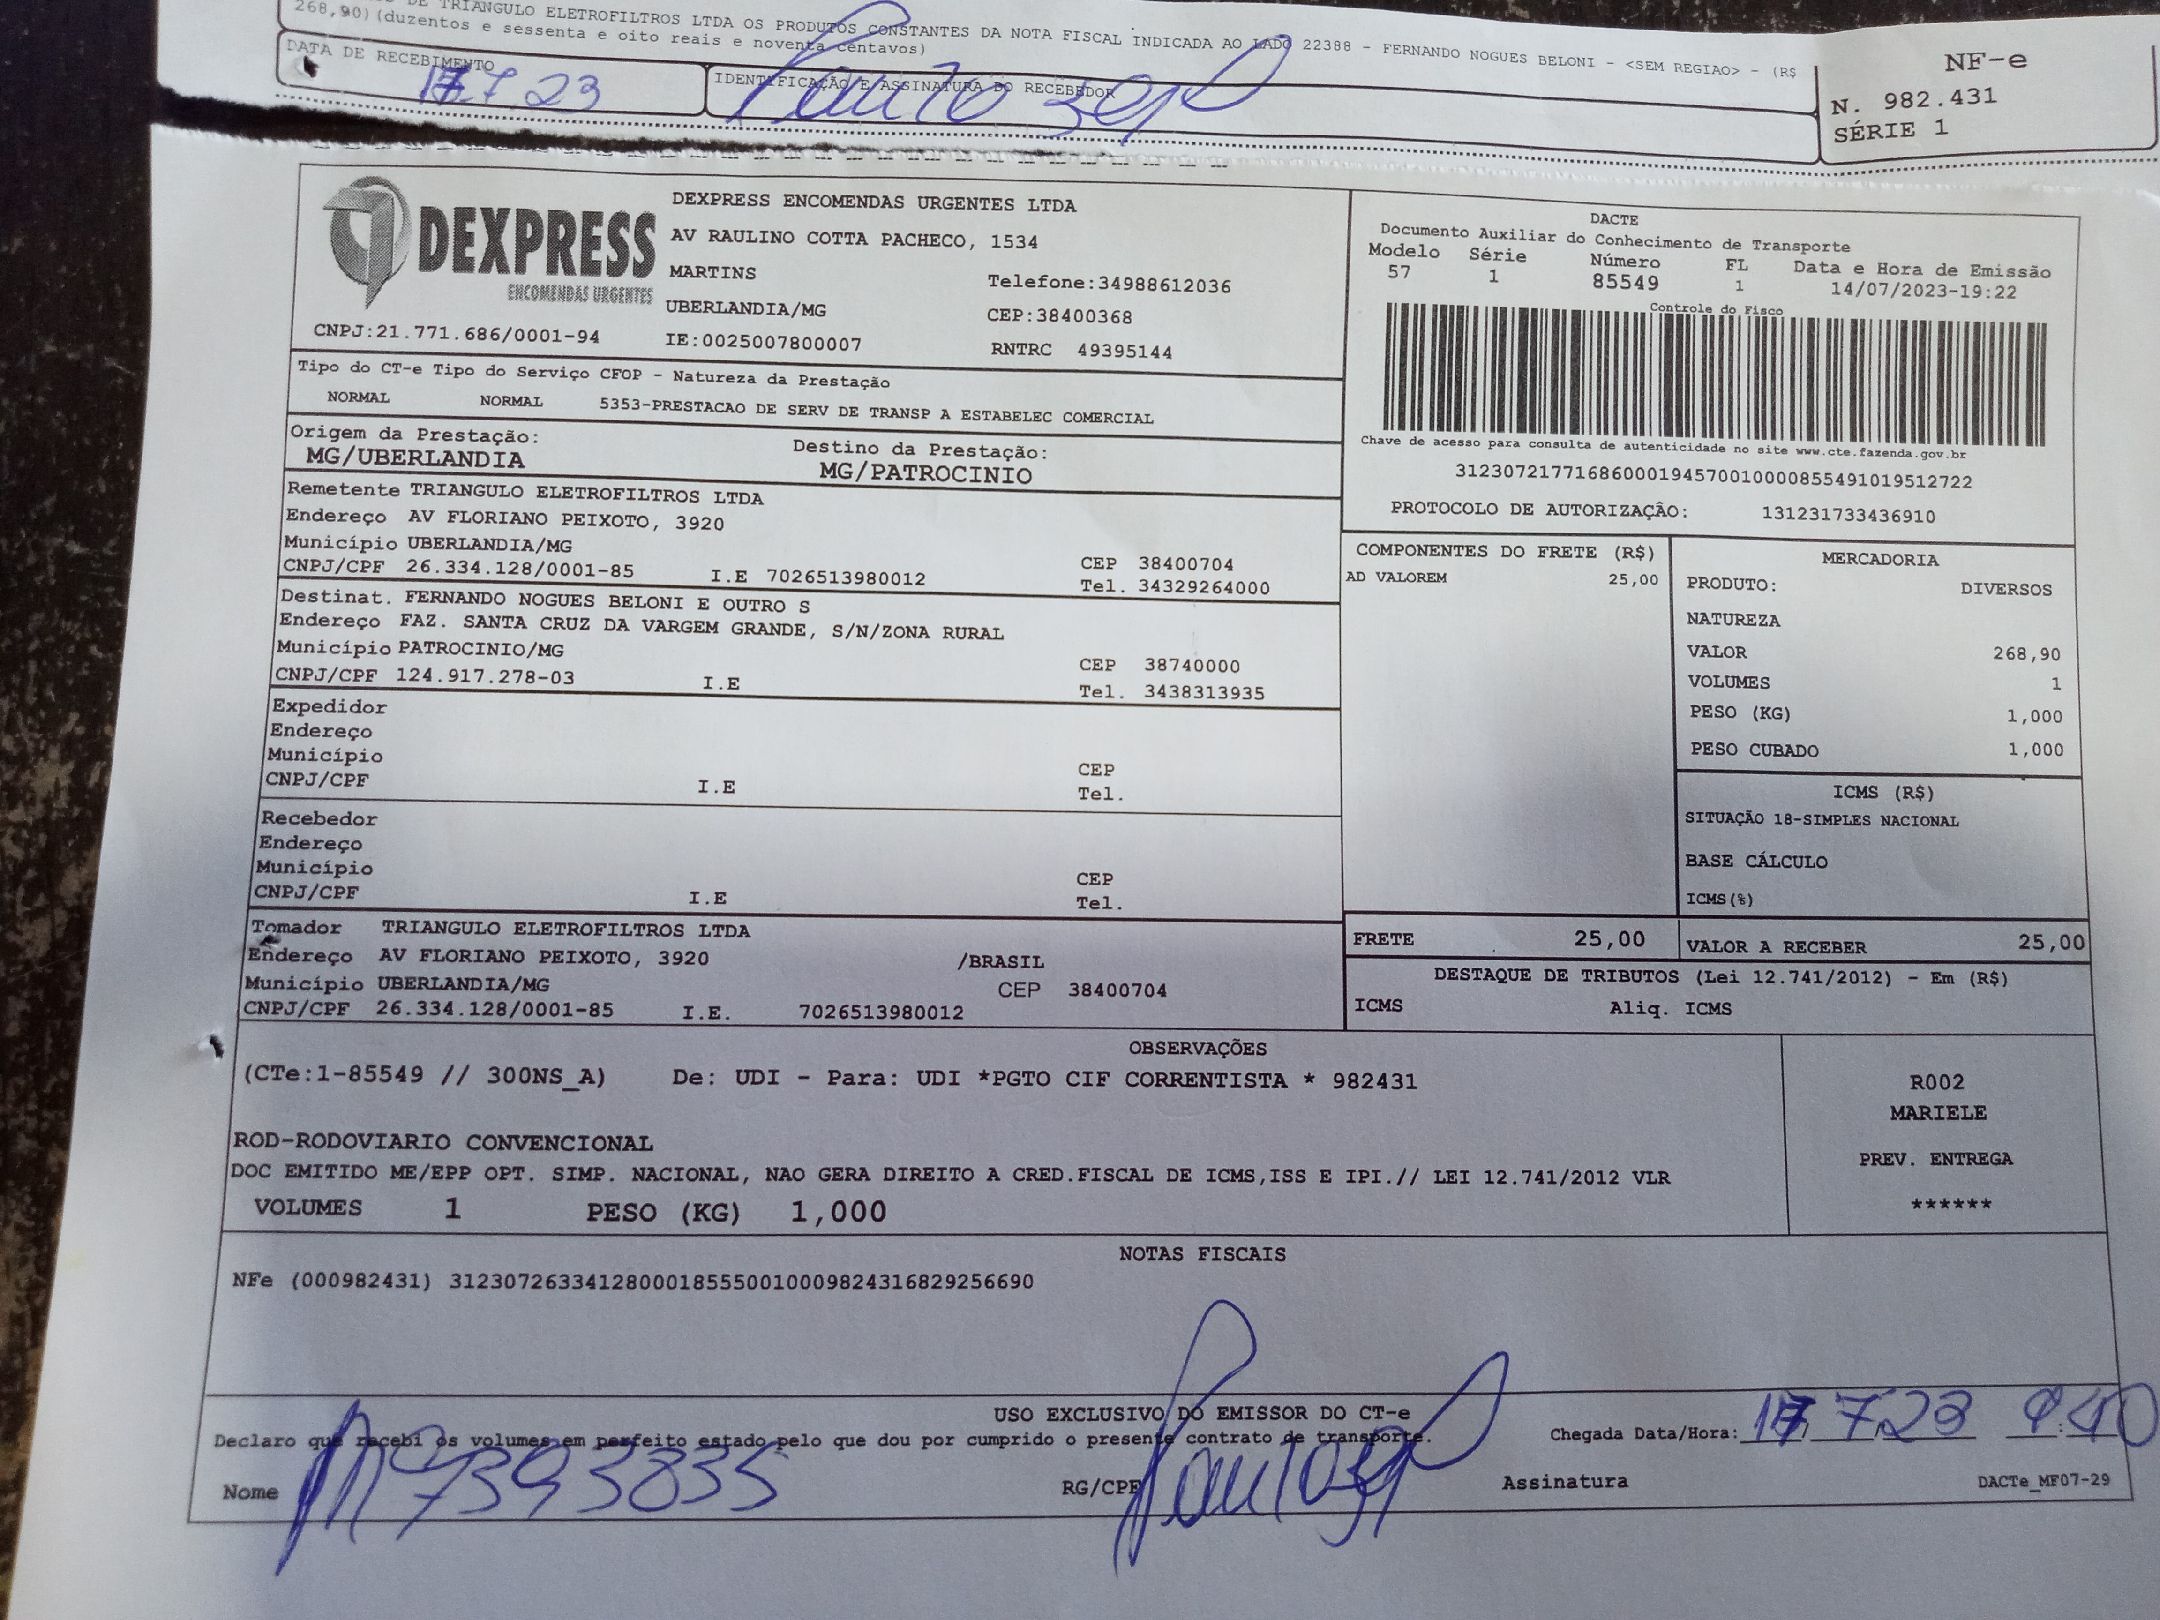 DE TRIANGULO ELETROFILTROS LTDA OS PRODUTOS CONSTANTES DA NOTA FISCAL INDICADA AO LADO 22388 - FERNANDO NOGUES BELONI - <SEM REGIAO> - (R$
268,90)(duzentos e sessenta e oito reais e noventa centavos)
DATA DE RECEBIMENTO
17.7.23
IDENTIFICAÇÃO E ASSINATURA DO RECEBEDOR
NF-e
N. 982.431
SÉRIE 1
DEXPRESS
ENCOMENDAS URGENTES
DEXPRESS ENCOMENDAS URGENTES LTDA
AV RAULINO COTTA PACHECO, 1534
MARTINS
Telefone:34988612036
UBERLANDIA/MG
CEP:38400368
CNPJ:21.771.686/0001-94
IE:0025007800007
RNTRC 49395144
DACTE
Documento Auxiliar do Conhecimento de Transporte
Modelo Série Número FL Data e Hora de Emissão
57 1 85549 1 14/07/2023-19:22
Controle do Fisco
Chave de acesso para consulta de autenticidade no site www.cte.fazenda.gov.br
31230721771686000194570010000855491019512722
PROTOCOLO DE AUTORIZAÇÃO: 131231733436910
Tipo do CT-e Tipo do Serviço CFOP - Natureza da Prestação
NORMAL NORMAL 5353-PRESTACAO DE SERV DE TRANSP A ESTABELEC COMERCIAL
Origem da Prestação: Destino da Prestação:
MG/UBERLANDIA MG/PATROCINIO
Remetente TRIANGULO ELETROFILTROS LTDA
Endereço AV FLORIANO PEIXOTO, 3920
Município UBERLANDIA/MG CEP 38400704
CNPJ/CPF 26.334.128/0001-85 I.E 7026513980012 Tel. 34329264000
Destinat. FERNANDO NOGUES BELONI E OUTRO S
Endereço FAZ. SANTA CRUZ DA VARGEM GRANDE, S/N/ZONA RURAL
Município PATROCINIO/MG CEP 38740000
CNPJ/CPF 124.917.278-03 I.E Tel. 3438313935
Expedidor
Endereço
Município CEP
CNPJ/CPF I.E Tel.
Recebedor
Endereço
Município CEP
CNPJ/CPF I.E Tel.
Tomador TRIANGULO ELETROFILTROS LTDA
Endereço AV FLORIANO PEIXOTO, 3920 /BRASIL
Município UBERLANDIA/MG CEP 38400704
CNPJ/CPF 26.334.128/0001-85 I.E. 7026513980012
COMPONENTES DO FRETE (R$)
AD VALOREM 25,00
MERCADORIA
PRODUTO: DIVERSOS
NATUREZA
VALOR 268,90
VOLUMES 1
PESO (KG) 1,000
PESO CUBADO 1,000
ICMS (R$)
SITUAÇÃO 18-SIMPLES NACIONAL
BASE CÁLCULO
ICMS(%)
FRETE 25,00 VALOR A RECEBER 25,00
DESTAQUE DE TRIBUTOS (Lei 12.741/2012) - Em (R$)
ICMS Aliq. ICMS
OBSERVAÇÕES
(CTe:1-85549 // 300NS_A) De: UDI - Para: UDI *PGTO CIF CORRENTISTA * 982431
ROD-RODOVIARIO CONVENCIONAL
DOC EMITIDO ME/EPP OPT. SIMP. NACIONAL, NAO GERA DIREITO A CRED.FISCAL DE ICMS,ISS E IPI.// LEI 12.741/2012 VLR
VOLUMES 1 PESO (KG) 1,000
R002
MARIELE
PREV. ENTREGA
******
NOTAS FISCAIS
NFe (000982431) 31230726334128000185550010009824316829256690
USO EXCLUSIVO DO EMISSOR DO CT-e
Declaro que recebi os volumes em perfeito estado pelo que dou por cumprido o presente contrato de transporte.
Chegada Data/Hora: 17 7 23
Nome 7393835 RG/CPF Assinatura
DACTe_MF07-29